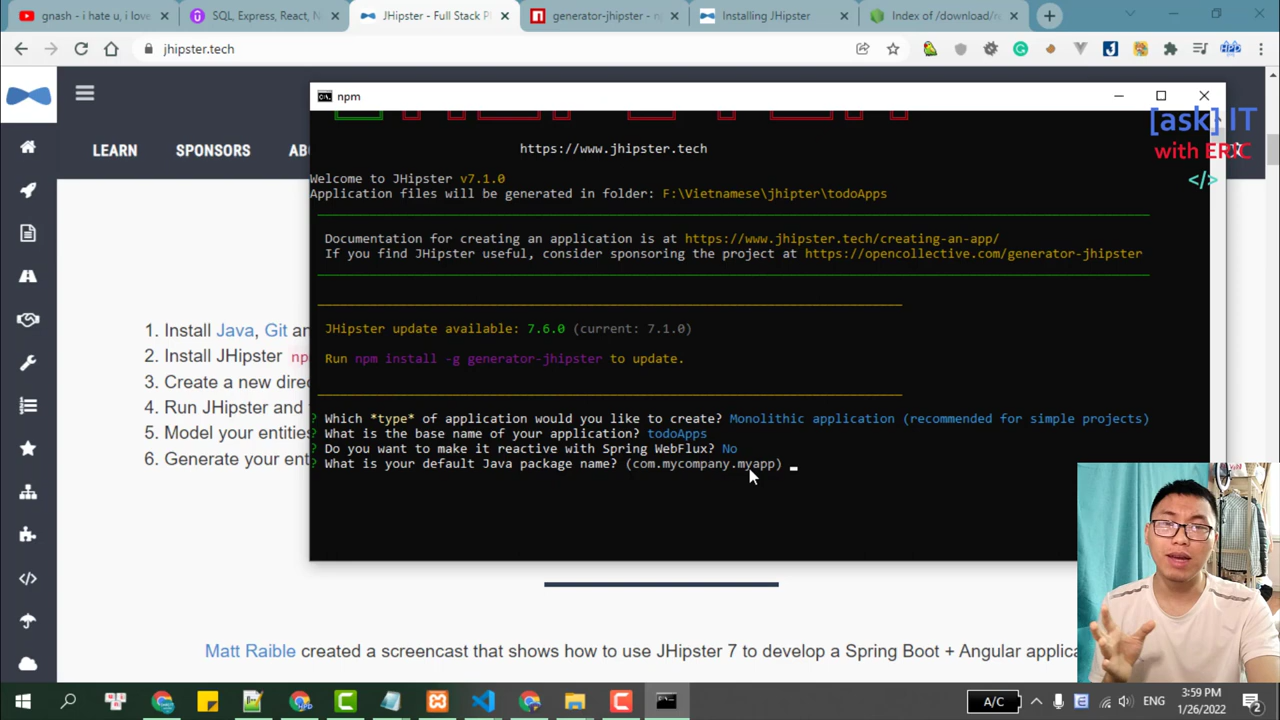 gnash - i hate u, i love
SQL, Express, React, N
JHipster - Full Stack Pl
generator-jhipster - np
Installing JHipster
Index of /download/re
jhipster.tech
LEARN
SPONSORS
AB
npm
[ask] IT
with ERIC
</>
https://www.jhipster.tech
Welcome to JHipster v7.1.0
Application files will be generated in folder: F:\Vietnamese\jhipter\todoApps
Documentation for creating an application is at https://www.jhipster.tech/creating-an-app/
If you find JHipster useful, consider sponsoring the project at https://opencollective.com/generator-jhipster
JHipster update available: 7.6.0 (current: 7.1.0)
Run npm install -g generator-jhipster to update.
? Which *type* of application would you like to create? Monolithic application (recommended for simple projects)
? What is the base name of your application? todoApps
? Do you want to make it reactive with Spring WebFlux? No
? What is your default Java package name? (com.mycompany.myapp)
1. Install Java, Git an
2. Install JHipster np
3. Create a new dire
4. Run JHipster and
5. Model your entitie
6. Generate your ent
Matt Raible created a screencast that shows how to use JHipster 7 to develop a Spring Boot + Angular applica
A/C
ENG
3:59 PM
1/26/2022
2